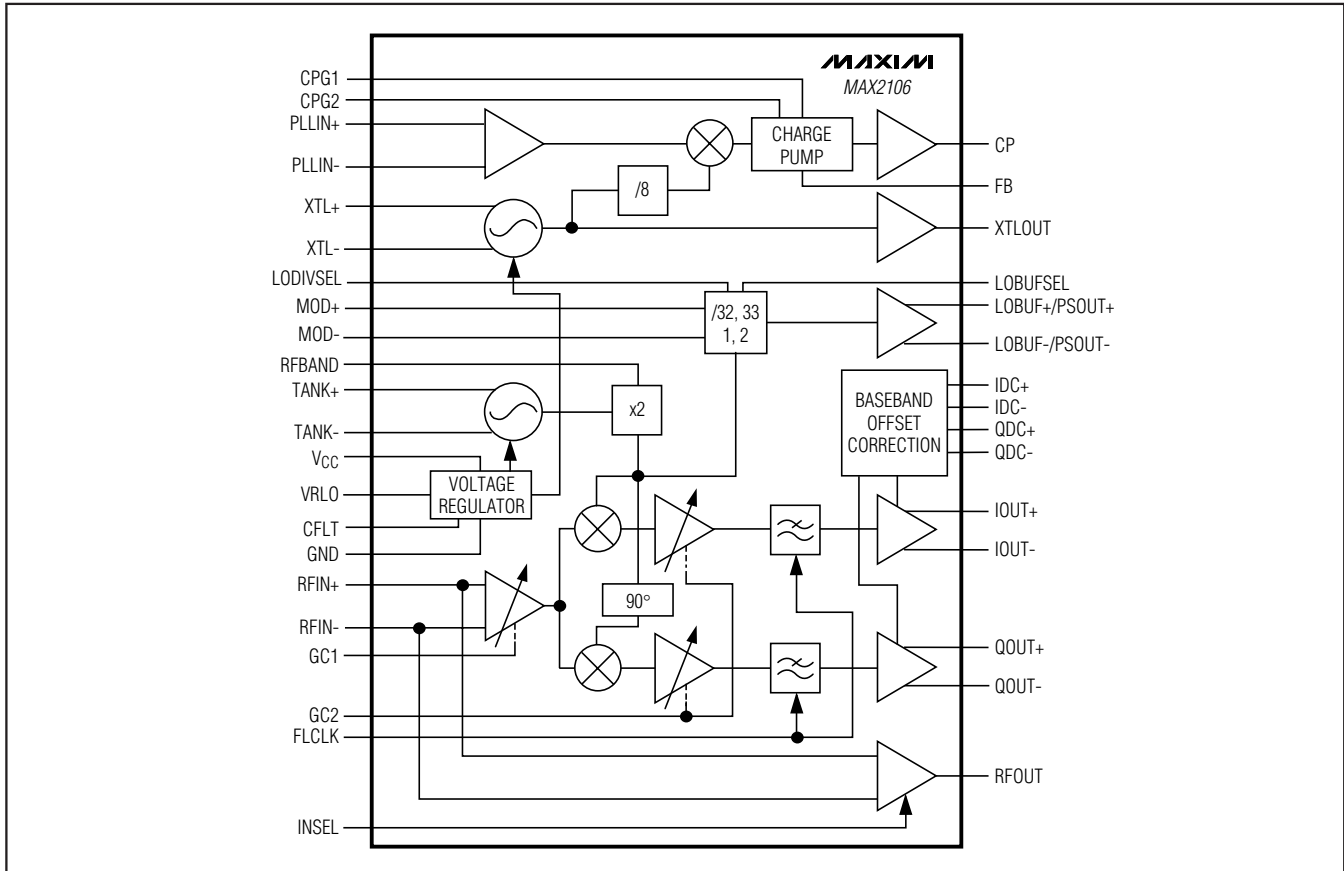 MAXIM
MAX2106
CPG1
CPG2
PLLIN+
PLLIN-
XTL+
XTL-
LODIVSEL
MOD+
MOD-
RFBAND
TANK+
TANK-
VCC
VRLO
CFLT
GND
RFIN+
RFIN-
GC1
GC2
FLCLK
INSEL
CHARGE
PUMP
/8
/32, 33
1, 2
x2
VOLTAGE
REGULATOR
90°
BASEBAND
OFFSET
CORRECTION
CP
FB
XTLOUT
LOBUFSEL
LOBUF+/PSOUT+
LOBUF-/PSOUT-
IDC+
IDC-
QDC+
QDC-
IOUT+
IOUT-
QOUT+
QOUT-
RFOUT